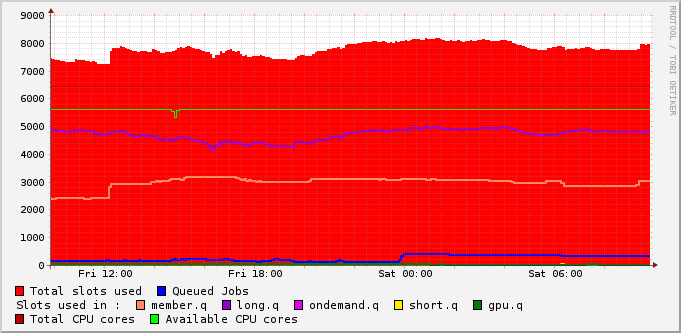 RRDTOOL / TOBI OETIKER
9000
8000
7000
6000
5000
4000
3000
2000
1000
0
Fri 12:00 Fri 18:00 Sat 00:00 Sat 06:00
Total slots used Queued Jobs
Slots used in : member.q long.q ondemand.q short.q gpu.q
Total CPU cores Available CPU cores